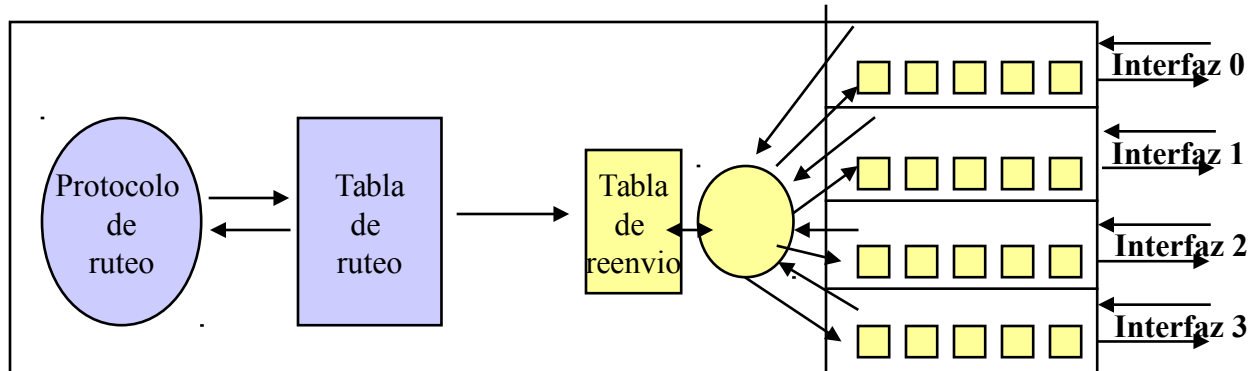 Protocolo
de
ruteo
Tabla
de
ruteo
Tabla
de
reenvio
Interfaz 0
Interfaz 1
Interfaz 2
Interfaz 3